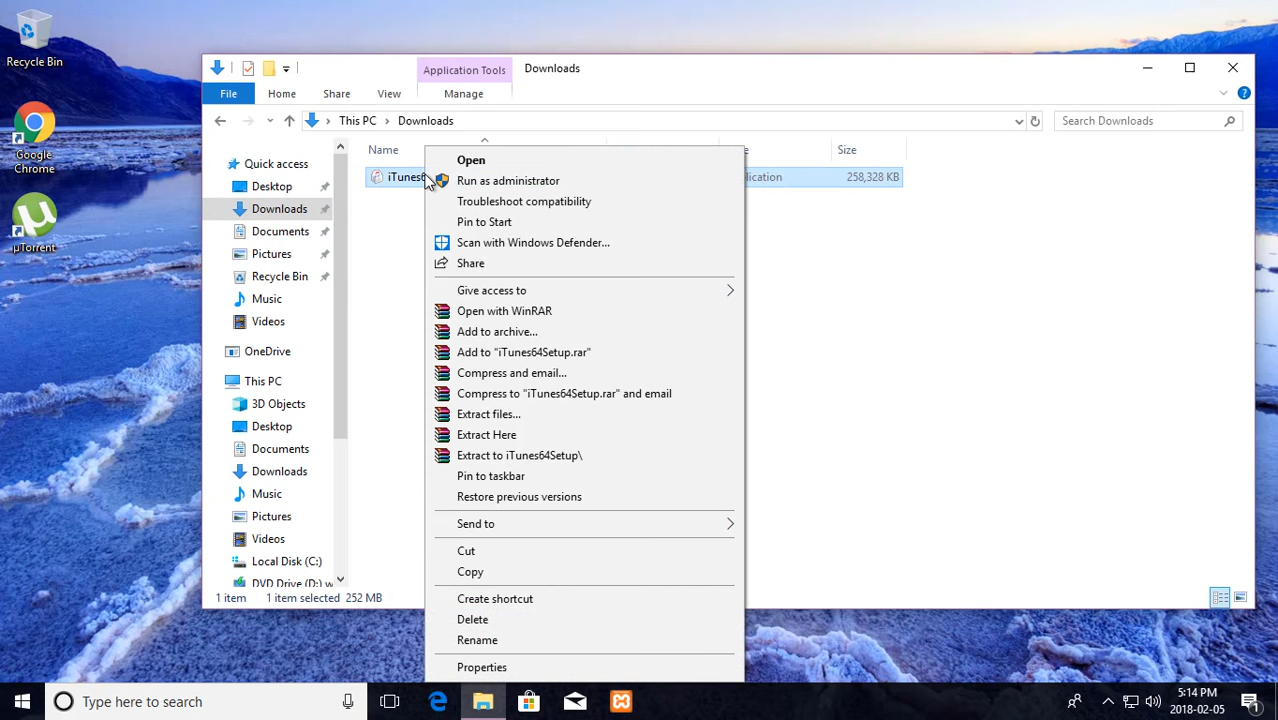 Recycle Bin
Google
Chrome
µTorrent
Application Tools
Downloads
File
Home
Share
View
Manage
This PC
Downloads
Search Downloads
Name
Size
Quick access
Desktop
Downloads
Documents
Pictures
Recycle Bin
Music
Videos
OneDrive
This PC
3D Objects
Desktop
Documents
Downloads
Music
Pictures
Videos
Local Disk (C:)
DVD Drive (D:) w
258,328 KB
Open
Run as administrator
Troubleshoot compatibility
Pin to Start
Scan with Windows Defender...
Share
Give access to
Open with WinRAR
Add to archive...
Add to "iTunes64Setup.rar"
Compress and email...
Compress to "iTunes64Setup.rar" and email
Extract files...
Extract Here
Extract to iTunes64Setup\
Pin to taskbar
Restore previous versions
Send to
Cut
Copy
Create shortcut
Delete
Rename
Properties
1 item
1 item selected 252 MB
Type here to search
5:14 PM
2018-02-05
1